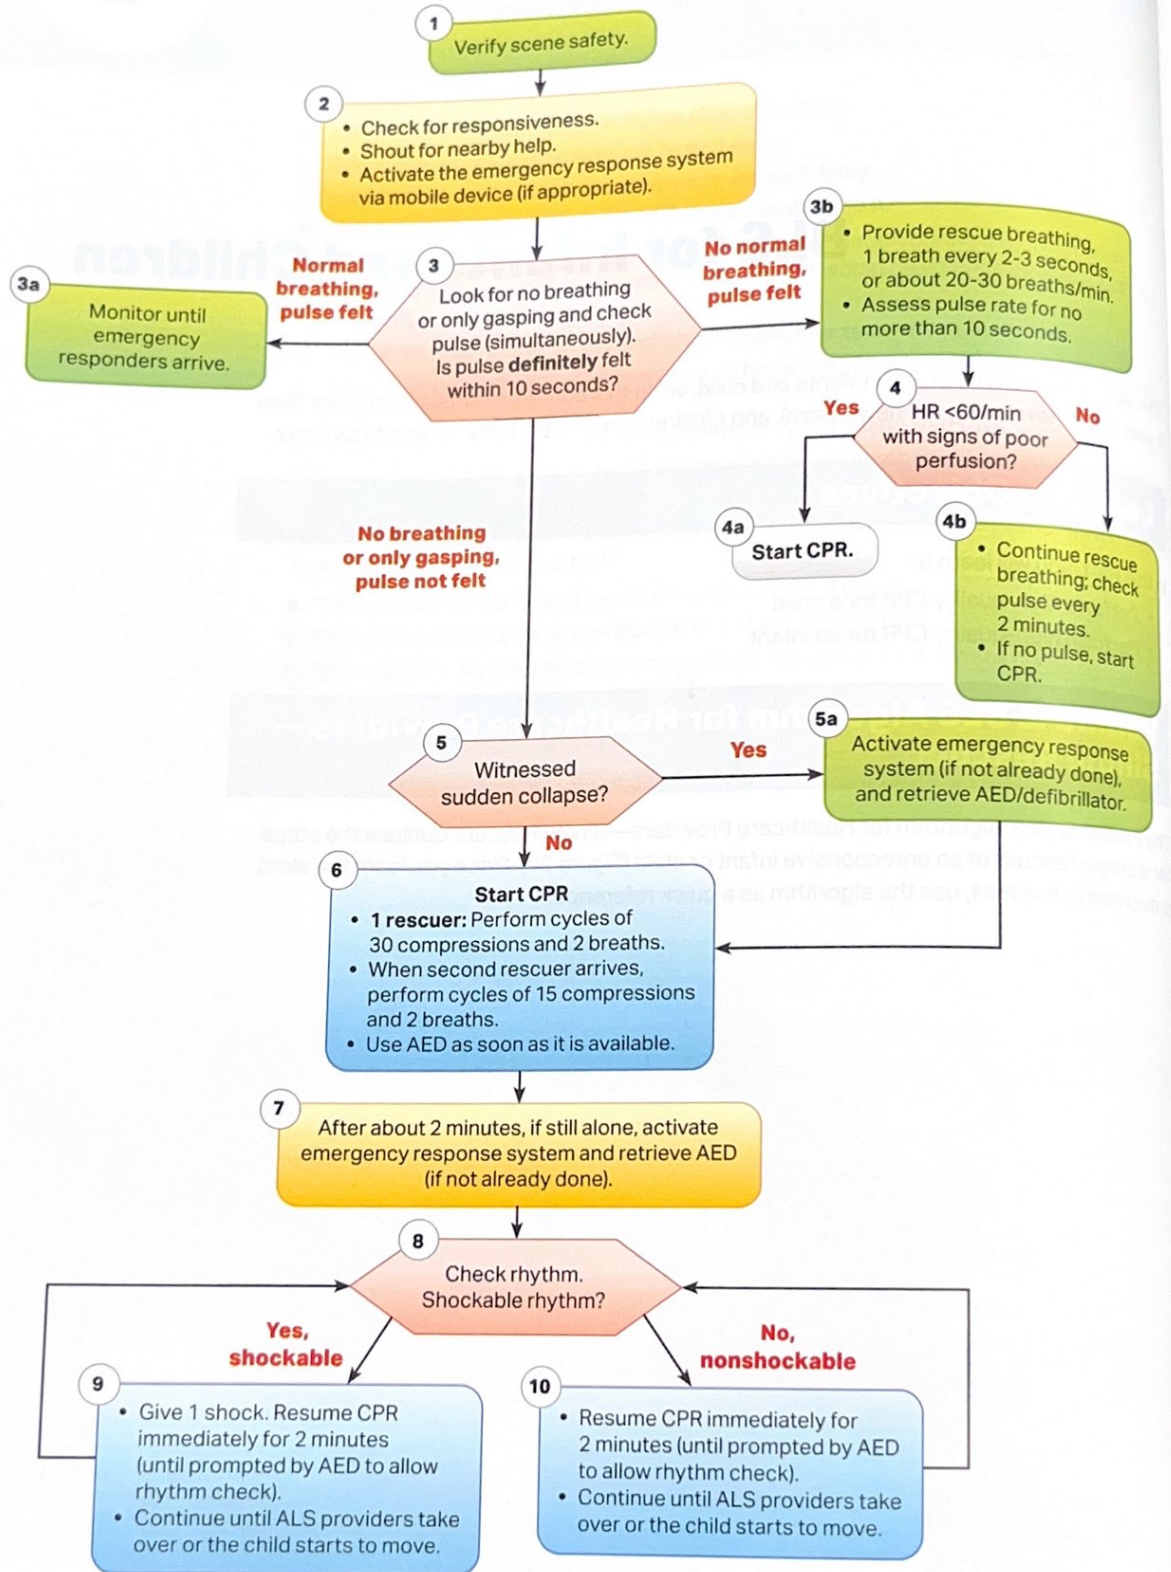 1
Verify scene safety.
2
• Check for responsiveness.
• Shout for nearby help.
• Activate the emergency response system
via mobile device (if appropriate).
3
Look for no breathing
or only gasping and check
pulse (simultaneously).
Is pulse definitely felt
within 10 seconds?
Normal
breathing,
pulse felt
3a
Monitor until
emergency
responders arrive.
No normal
breathing,
pulse felt
3b
• Provide rescue breathing,
1 breath every 2-3 seconds,
or about 20-30 breaths/min.
• Assess pulse rate for no
more than 10 seconds.
4
HR <60/min
with signs of poor
perfusion?
Yes
No
4a
Start CPR.
4b
• Continue rescue
breathing; check
pulse every
2 minutes.
• If no pulse, start
CPR.
No breathing
or only gasping,
pulse not felt
5
Witnessed
sudden collapse?
Yes
5a
Activate emergency response
system (if not already done),
and retrieve AED/defibrillator.
No
6
Start CPR
• 1 rescuer: Perform cycles of
30 compressions and 2 breaths.
• When second rescuer arrives,
perform cycles of 15 compressions
and 2 breaths.
• Use AED as soon as it is available.
7
After about 2 minutes, if still alone, activate
emergency response system and retrieve AED
(if not already done).
8
Check rhythm.
Shockable rhythm?
Yes,
shockable
No,
nonshockable
9
• Give 1 shock. Resume CPR
immediately for 2 minutes
(until prompted by AED to allow
rhythm check).
• Continue until ALS providers take
over or the child starts to move.
10
• Resume CPR immediately for
2 minutes (until prompted by AED
to allow rhythm check).
• Continue until ALS providers take
over or the child starts to move.